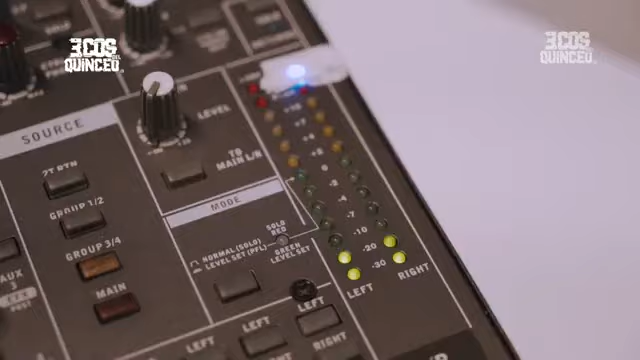 ECOS
QUINCEO
ECOS
QUINCEO
SOURCE
2T RTN
GROUP 1/2
GROUP 3/4
MAIN
AUX
3
LEVEL
TO
MAIN L/R
MODE
SOLO
RED
NORMAL (SOLO)
LEVEL SET (PFL)
GREEN
LEVEL SET
+7
+4
+2
0
-2
-4
-7
-10
-20
-30
LEFT
RIGHT
LEFT
RIGHT
LEFT
LEFT